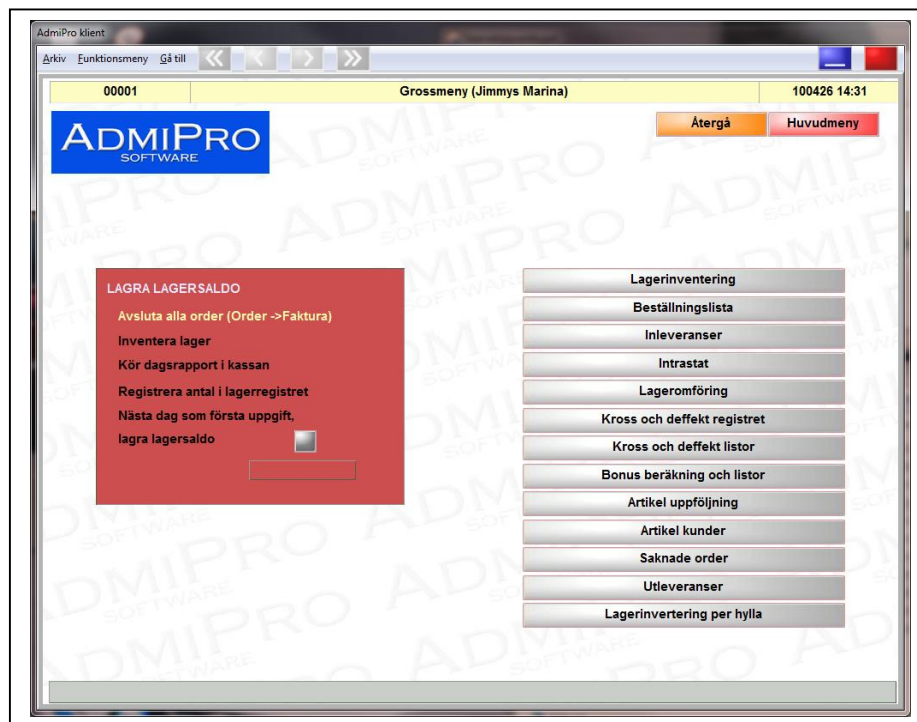 AdmiPro klient
Arkiv Funktionsmeny Gå till
00001 Grossmeny (Jimmys Marina) 100426 14:31
ADMIPRO
SOFTWARE
Återgå Huvudmeny
LAGRA LAGERSALDO
Avsluta alla order (Order ->Faktura)
Inventera lager
Kör dagsrapport i kassan
Registrera antal i lagerregistret
Nästa dag som första uppgift,
lagra lagersaldo
Lagerinventering
Beställningslista
Inleveranser
Intrastat
Lageromföring
Kross och deffekt registret
Kross och deffekt listor
Bonus beräkning och listor
Artikel uppföljning
Artikel kunder
Saknade order
Utleveranser
Lagerinvertering per hylla